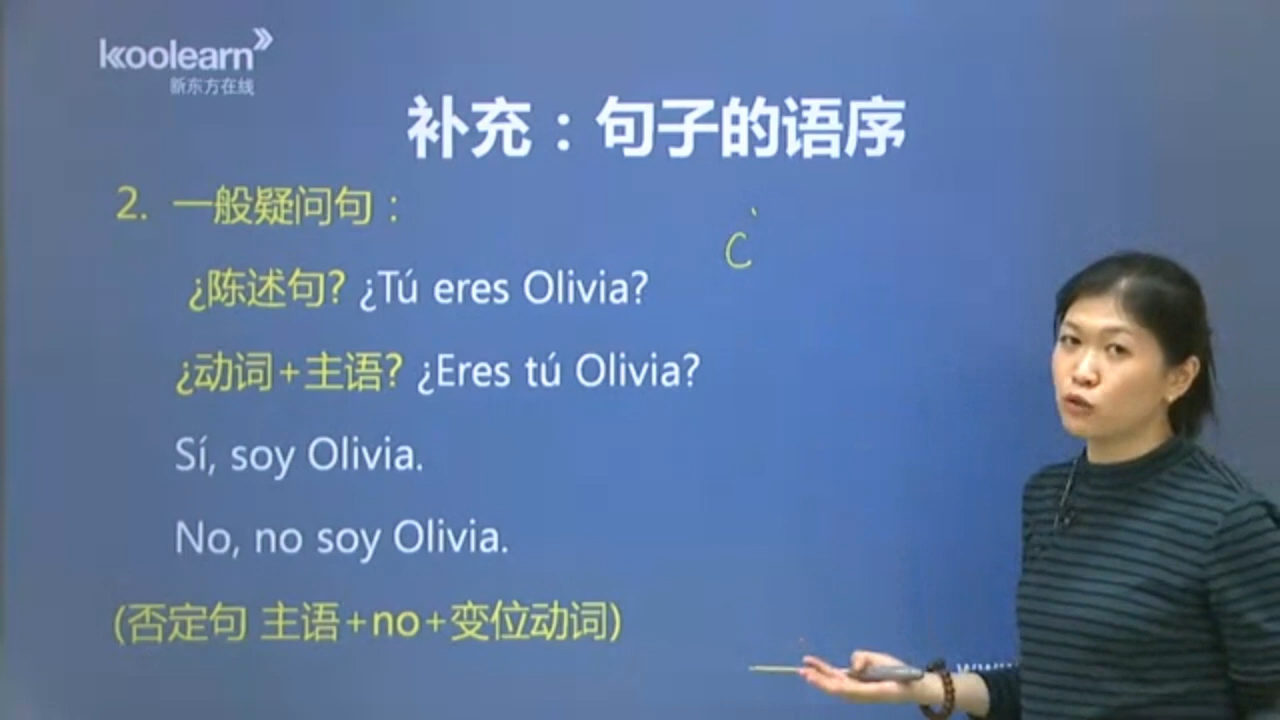 koolearn
新东方在线
补充：句子的语序
2. 一般疑问句：
¿陈述句? ¿Tú eres Olivia?
¿动词+主语? ¿Eres tú Olivia?
Sí, soy Olivia.
No, no soy Olivia.
(否定句 主语+no+变位动词)